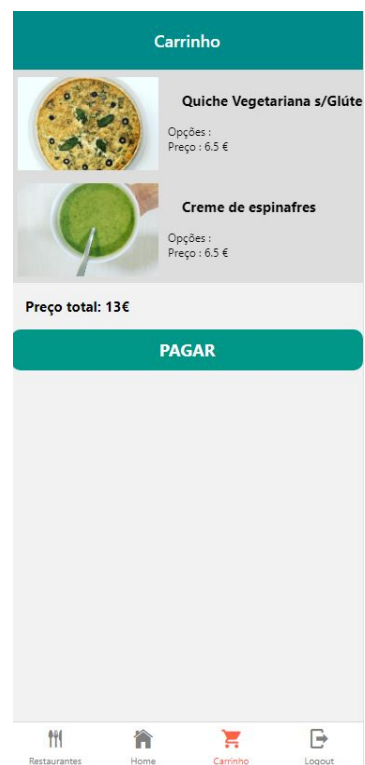 Carrinho
Quiche Vegetariana s/Glúte
Opções :
Preço : 6.5 €
Creme de espinafres
Opções :
Preço : 6.5 €
Preço total: 13€
PAGAR
Restaurantes Home Carrinho Logout